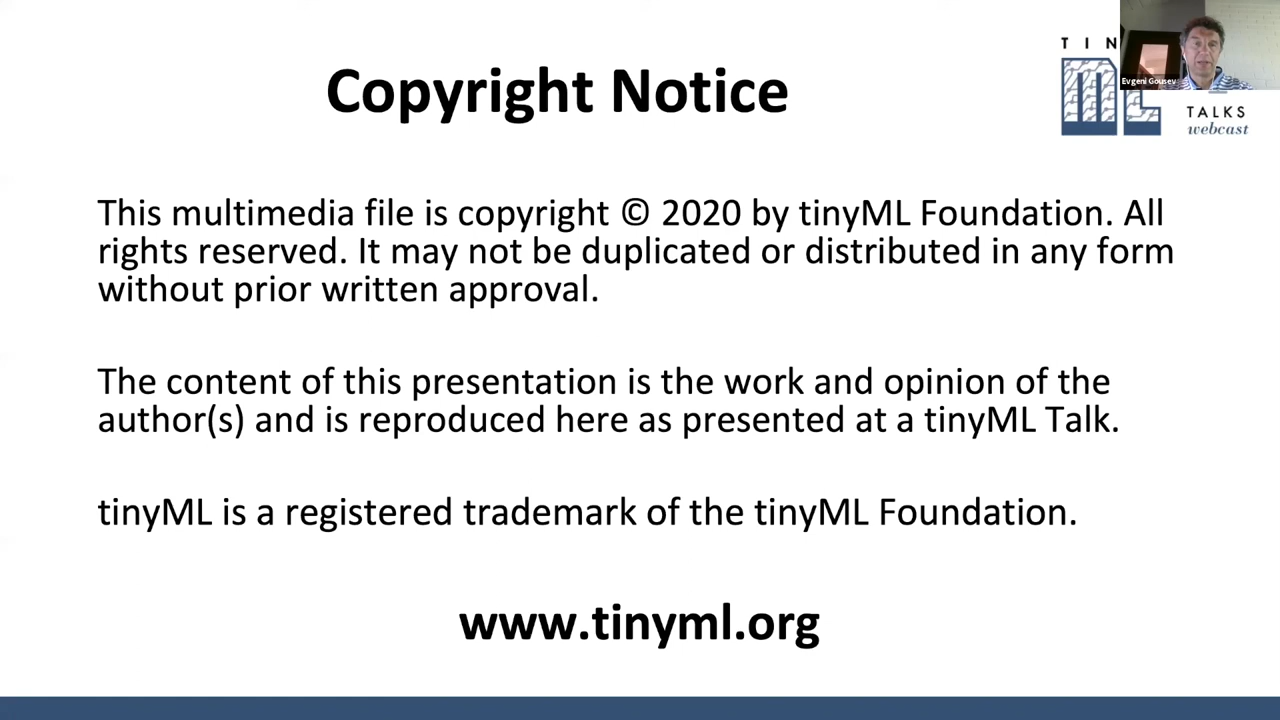 Copyright Notice
TIN
ML
TALKS
webcast
Evgeni Gousev
This multimedia file is copyright © 2020 by tinyML Foundation. All
rights reserved. It may not be duplicated or distributed in any form
without prior written approval.
The content of this presentation is the work and opinion of the
author(s) and is reproduced here as presented at a tinyML Talk.
tinyML is a registered trademark of the tinyML Foundation.
www.tinyml.org